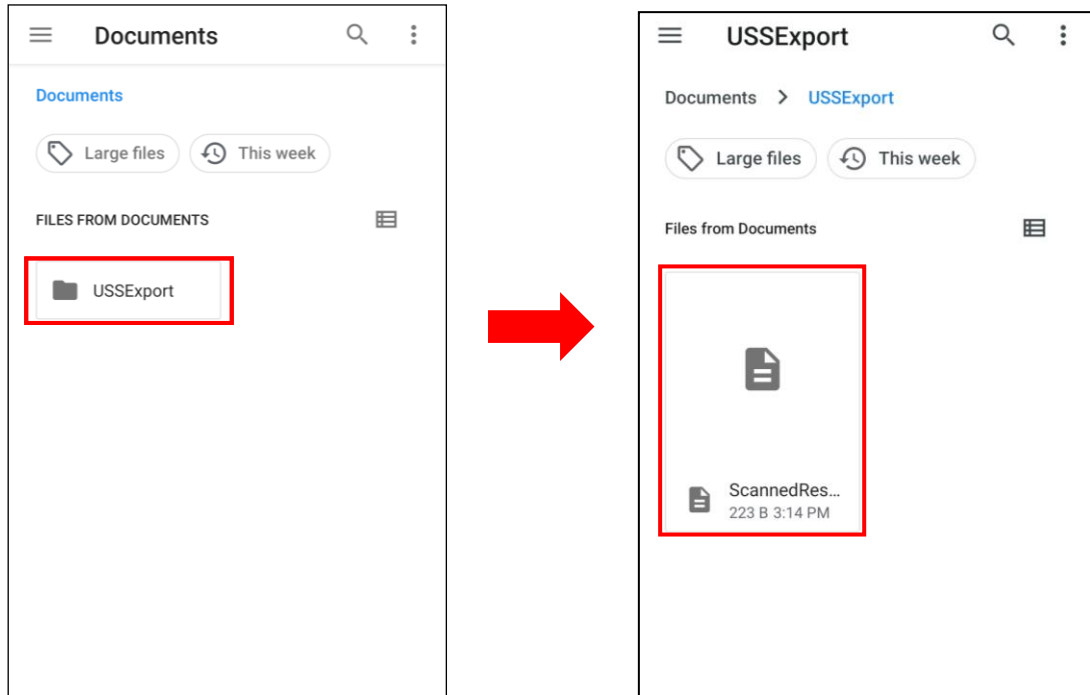 Documents
Documents
Large files This week
FILES FROM DOCUMENTS
USSExport
USSExport
Documents > USSExport
Large files This week
Files from Documents
ScannedRes...
223 B 3:14 PM